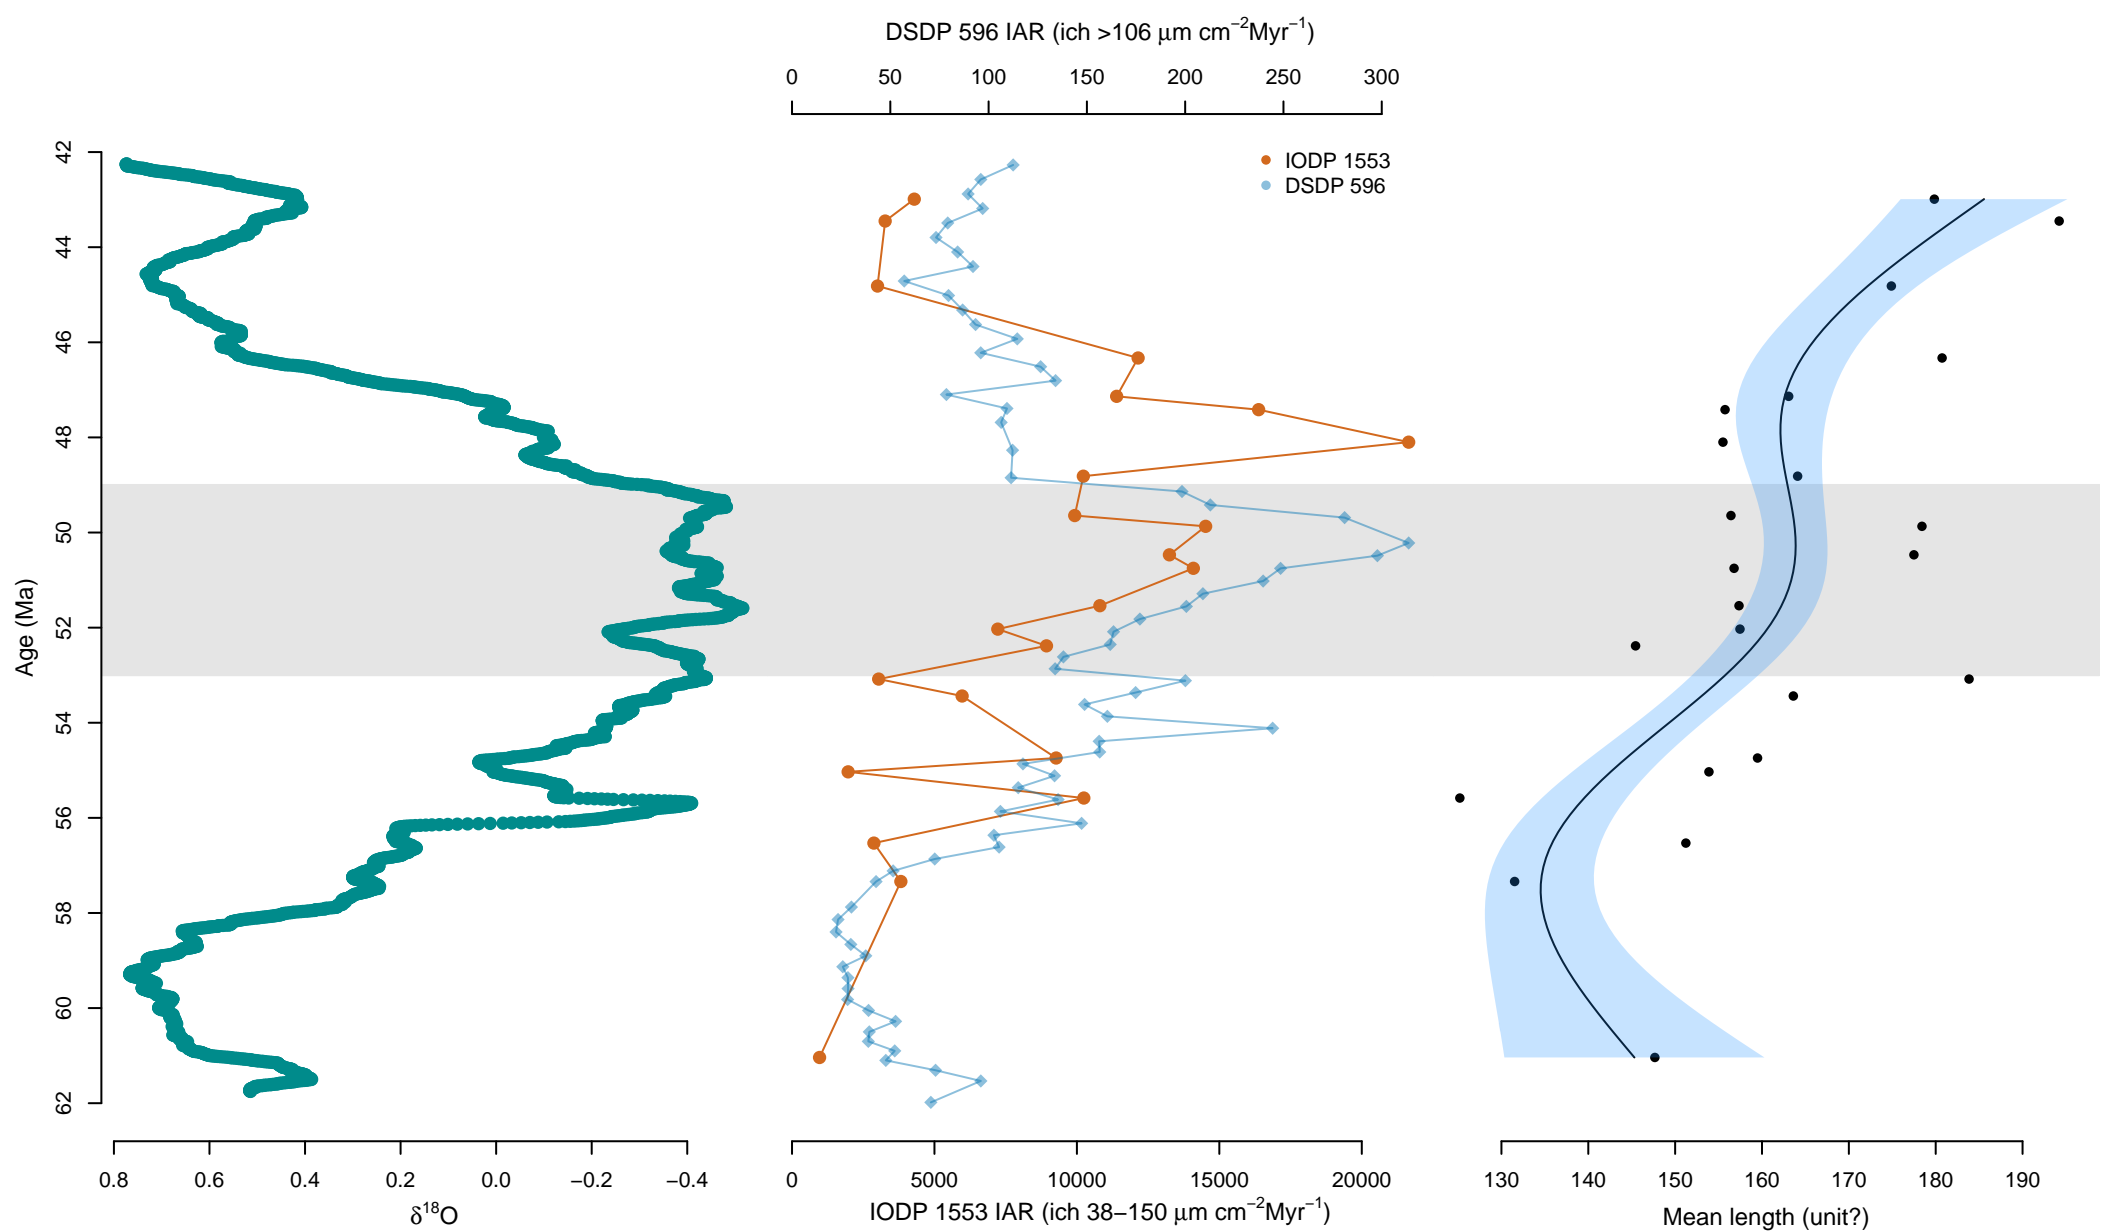 DSDP 596 IAR (ich >106 μm cm⁻²Myr⁻¹)
0 50 100 150 200 250 300
IODP 1553
DSDP 596
Age (Ma)
42
44
46
48
50
52
54
56
58
60
62
0.8 0.6 0.4 0.2 0.0 −0.2 −0.4
δ¹⁸O
0 5000 10000 15000 20000
IODP 1553 IAR (ich 38−150 μm cm⁻²Myr⁻¹)
130 140 150 160 170 180 190
Mean length (unit?)